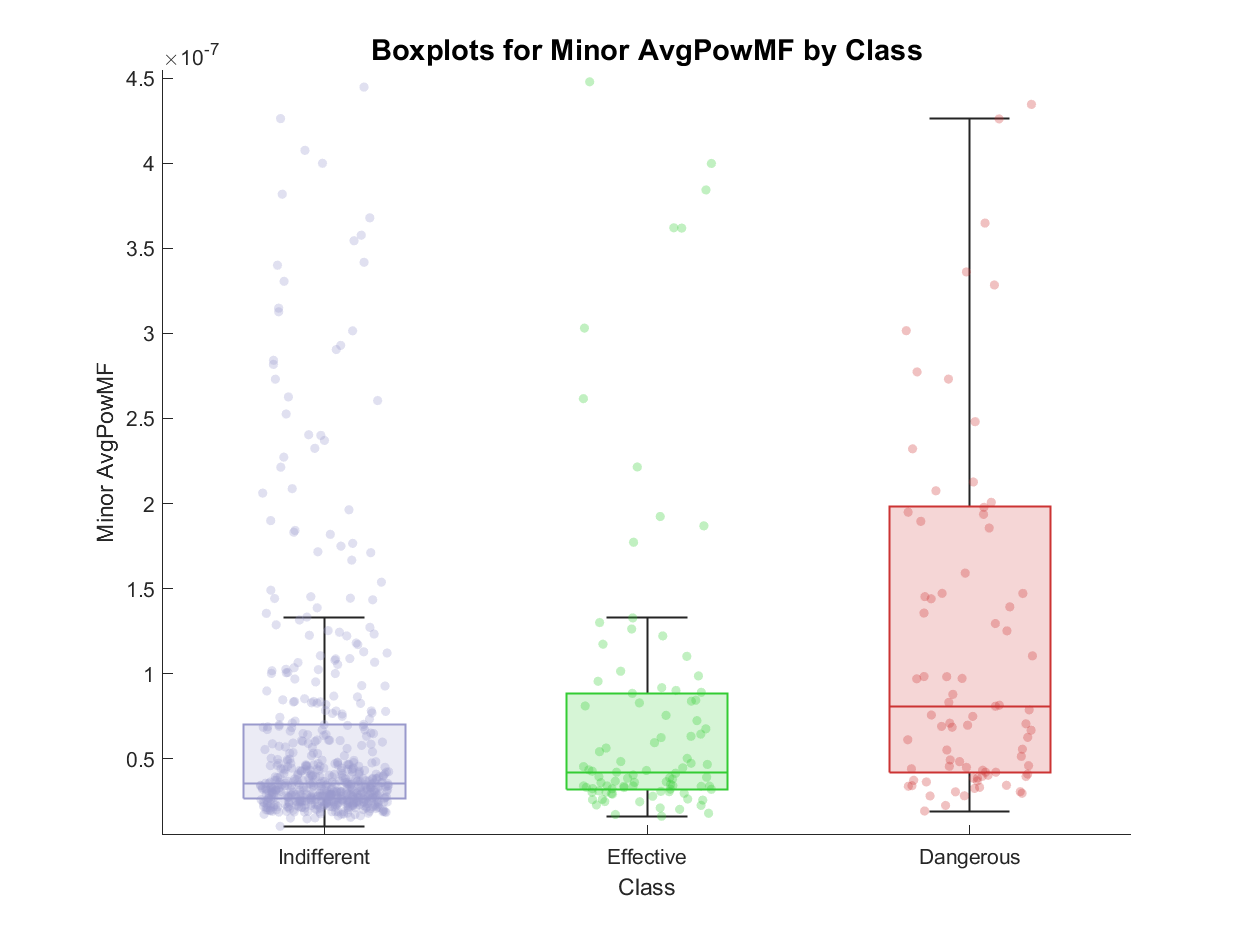 Boxplots for Minor AvgPowMF by Class
×10-7
4.5
4
3.5
3
2.5
2
1.5
1
0.5
Minor AvgPowMF
Indifferent Effective Dangerous
Class